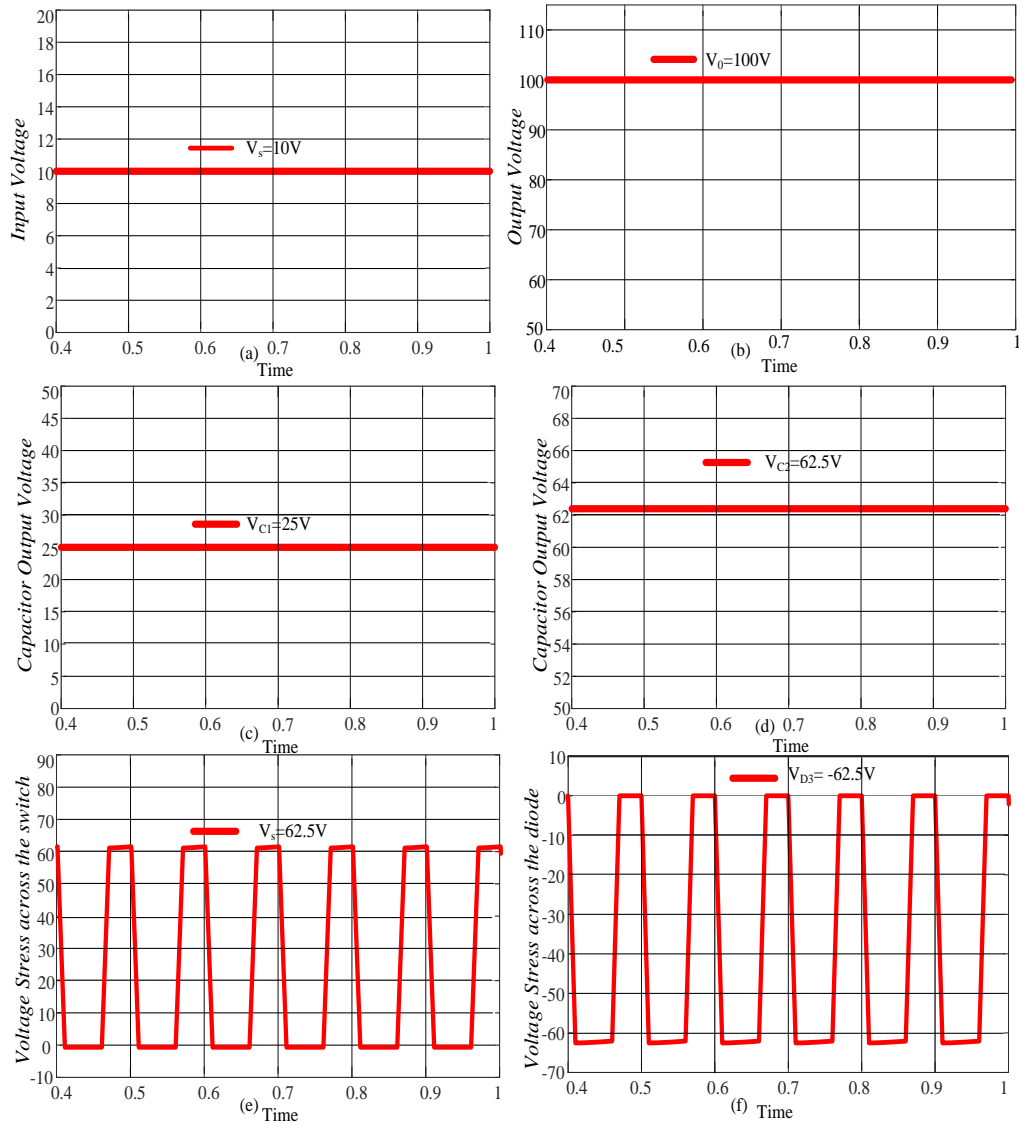 20
18
16
14
12
10
8
6
4
2
0
Input Voltage
V_s=10V
0.4 0.5 0.6 0.7 0.8 0.9 1
(a)
Time
110
100
90
80
70
60
50
Output Voltage
V_0=100V
0.4 0.5 0.6 0.7 0.8 0.9 1
(b)
Time
50
45
40
35
30
25
20
15
10
5
0
Capacitor Output Voltage
V_C1=25V
0.4 0.5 0.6 0.7 0.8 0.9 1
(c)
Time
70
68
66
64
62
60
58
56
54
52
50
Capacitor Output Voltage
V_C2=62.5V
0.4 0.5 0.6 0.7 0.8 0.9 1
(d)
Time
90
80
70
60
50
40
30
20
10
0
-10
Voltage Stress across the switch
V_s=62.5V
0.4 0.5 0.6 0.7 0.8 0.9 1
(e)
Time
10
0
-10
-20
-30
-40
-50
-60
-70
Voltage Stress across the diode
V_D3= -62.5V
0.4 0.5 0.6 0.7 0.8 0.9 1
(f)
Time